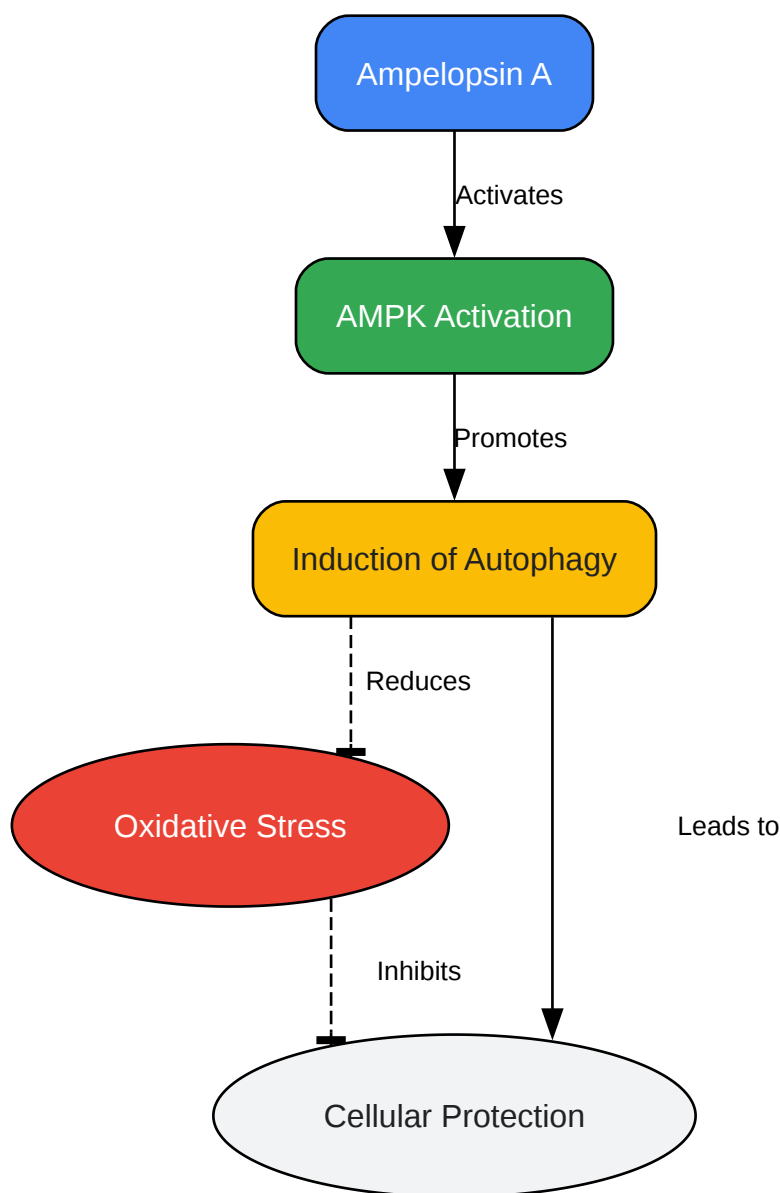 Ampelopsin A
Activates
AMPK Activation
Promotes
Induction of Autophagy
Reduces
Oxidative Stress
Leads to
Inhibits
Cellular Protection